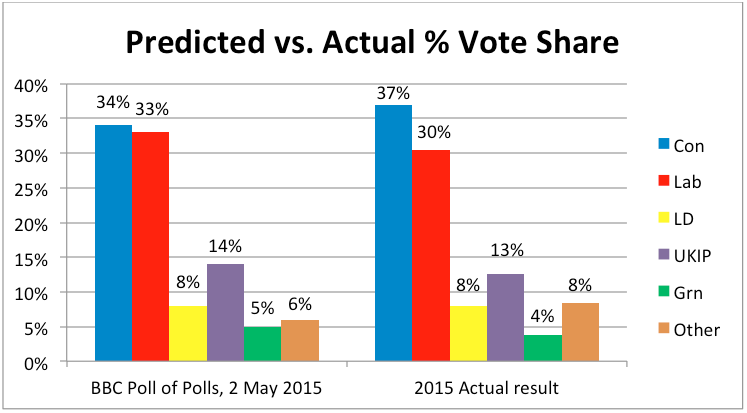 Predicted vs. Actual % Vote Share
40%
35%
30%
25%
20%
15%
10%
5%
0%
34%
33%
8%
14%
5%
6%
37%
30%
8%
13%
4%
8%
BBC Poll of Polls, 2 May 2015
2015 Actual result
Con
Lab
LD
UKIP
Grn
Other